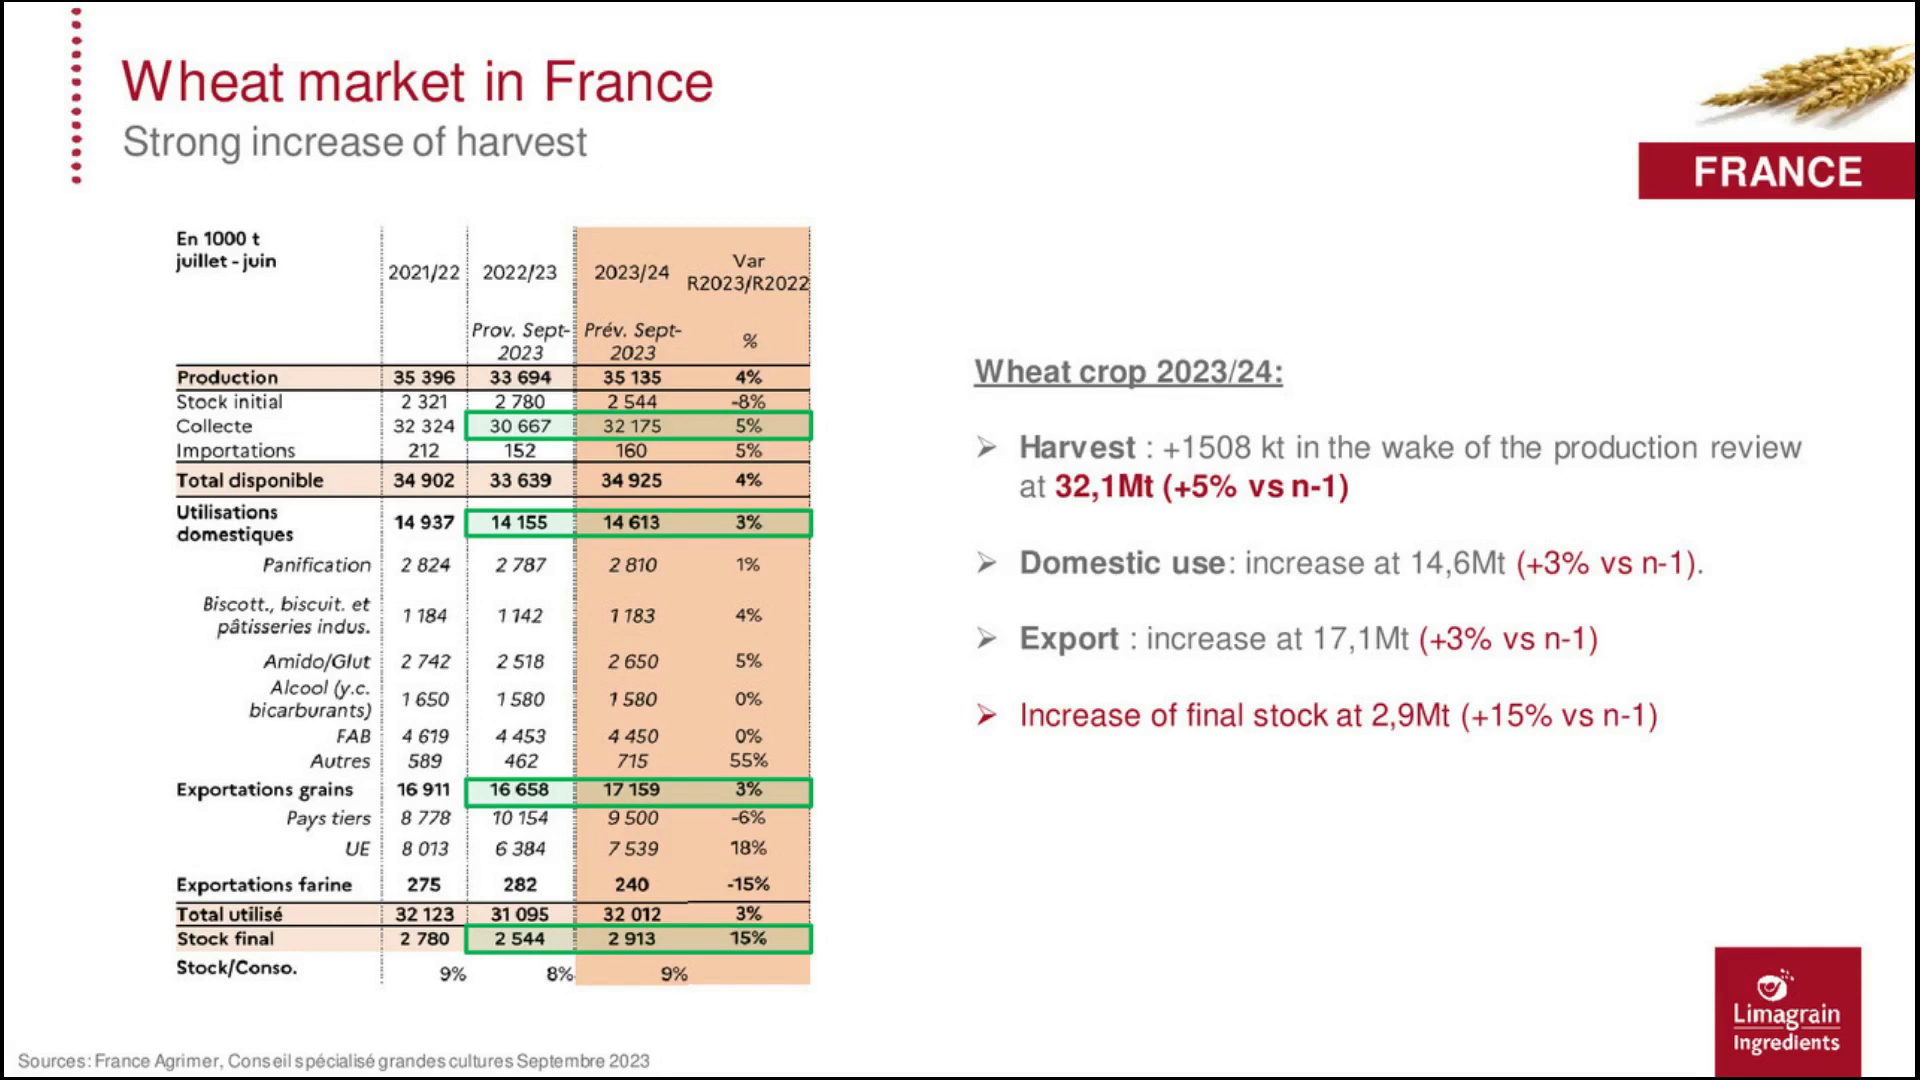 Wheat market in France
Strong increase of harvest
FRANCE
En 1000 t
juillet - juin
2021/22 2022/23 2023/24 Var
R2023/R2022
Prov. Sept-2023 Prév. Sept-2023 %
Production 35 396 33 694 35 135 4%
Stock initial 2 321 2 780 2 544 -8%
Collecte 32 324 30 667 32 175 5%
Importations 212 152 160 5%
Total disponible 34 902 33 639 34 925 4%
Utilisations
domestiques 14 937 14 155 14 613 3%
Panification 2 824 2 787 2 810 1%
Biscott., biscuit. et
pâtisseries indus. 1 184 1 142 1 183 4%
Amido/Glut 2 742 2 518 2 650 5%
Alcool (y.c.
bicarburants) 1 650 1 580 1 580 0%
FAB 4 619 4 453 4 450 0%
Autres 589 462 715 55%
Exportations grains 16 911 16 658 17 159 3%
Pays tiers 8 778 10 154 9 500 -6%
UE 8 013 6 384 7 539 18%
Exportations farine 275 282 240 -15%
Total utilisé 32 123 31 095 32 012 3%
Stock final 2 780 2 544 2 913 15%
Stock/Conso. 9% 8% 9%
Wheat crop 2023/24:
➢ Harvest : +1508 kt in the wake of the production review
at 32,1Mt (+5% vs n-1)
➢ Domestic use: increase at 14,6Mt (+3% vs n-1).
➢ Export : increase at 17,1Mt (+3% vs n-1)
➢ Increase of final stock at 2,9Mt (+15% vs n-1)
Limagrain
Ingredients
Sources: France Agrimer, Conseil spécialisé grandes cultures Septembre 2023